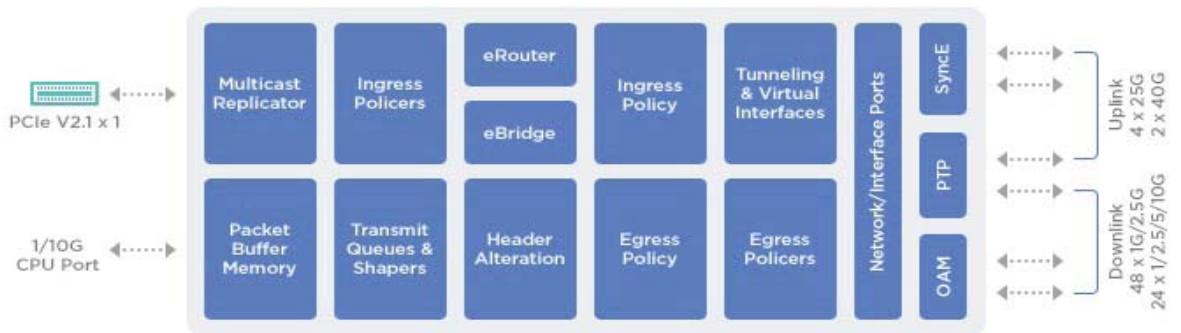 PCIe V2.1 x 1
1/10G
CPU Port
Multicast
Replicator
Ingress
Policers
eRouter
eBridge
Ingress
Policy
Tunneling
& Virtual
Interfaces
Packet
Buffer
Memory
Transmit
Queues &
Shapers
Header
Alteration
Egress
Policy
Egress
Policers
Network/Interface Ports
SyncE
PTP
OAM
Uplink
4 x 25G
2 x 40G
Downlink
48 x 1G/2.5G
24 x 1/2.5/5/10G